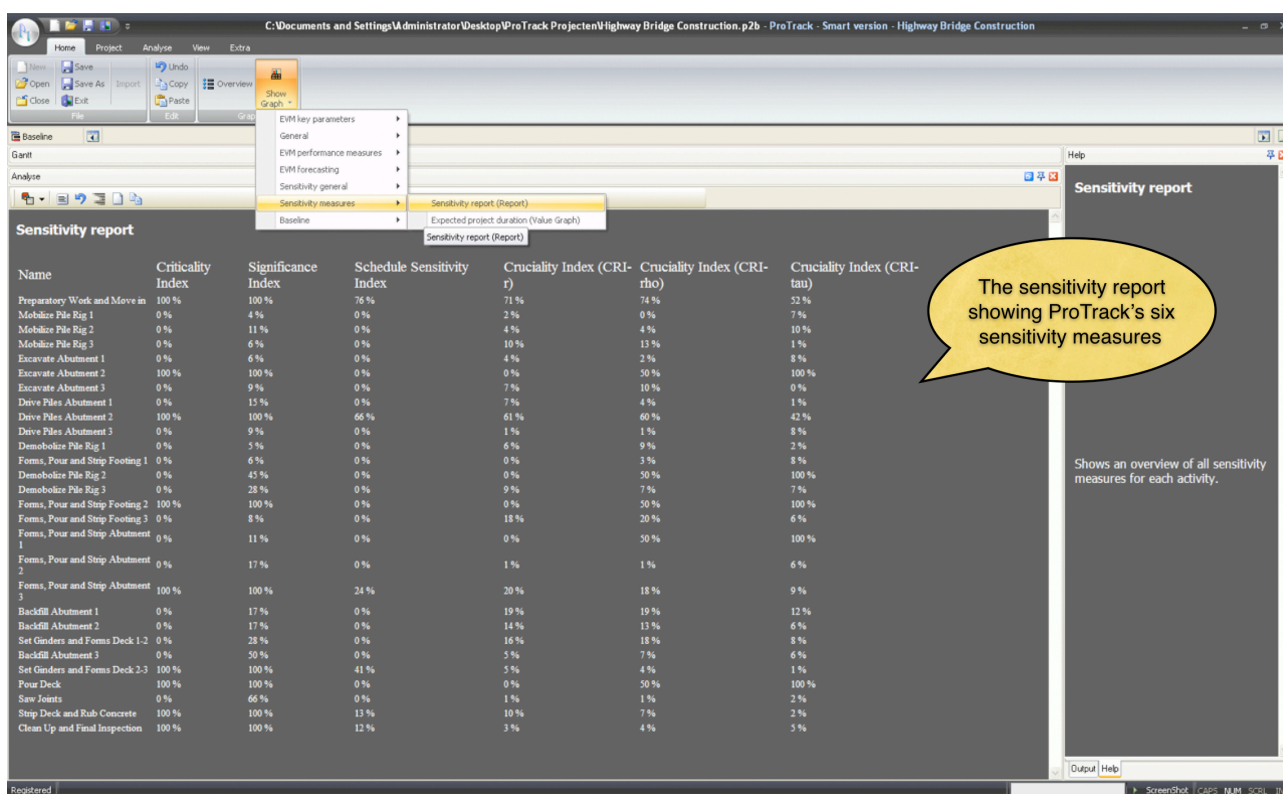 C:\Documents and Settings\Administrator\Desktop\ProTrack Projecten\Highway Bridge Construction.p2b - ProTrack - Smart version - Highway Bridge Construction
Home Project Analyse View Extra
New Save Undo
Open Save As Import Copy Overview Show Graph
Close Exit Paste
File Edit Grap
EVM key parameters
General
EVM performance measures
EVM forecasting
Sensitivity general
Sensitivity measures
Baseline
Sensitivity report (Report)
Expected project duration (Value Graph)
Sensitivity report (Report)
Baseline
Gantt
Analyse
Sensitivity report
Name Criticality Index Significance Index Schedule Sensitivity Index Cruciality Index (CRI-r) Cruciality Index (CRI-rho) Cruciality Index (CRI-tau)
Preparatory Work and Move in 100 % 100 % 76 % 71 % 74 % 52 %
Mobilize Pile Rig 1 0 % 4 % 0 % 2 % 0 % 7 %
Mobilize Pile Rig 2 0 % 11 % 0 % 4 % 4 % 10 %
Mobilize Pile Rig 3 0 % 6 % 0 % 10 % 13 % 1 %
Excavate Abutment 1 0 % 6 % 0 % 4 % 2 % 8 %
Excavate Abutment 2 100 % 100 % 0 % 0 % 50 % 100 %
Excavate Abutment 3 0 % 9 % 0 % 7 % 10 % 0 %
Drive Piles Abutment 1 0 % 15 % 0 % 7 % 4 % 1 %
Drive Piles Abutment 2 100 % 100 % 66 % 61 % 60 % 42 %
Drive Piles Abutment 3 0 % 9 % 0 % 1 % 1 % 8 %
Demobolize Pile Rig 1 0 % 5 % 0 % 6 % 9 % 2 %
Forms, Pour and Strip Footing 1 0 % 6 % 0 % 0 % 3 % 8 %
Demobolize Pile Rig 2 0 % 45 % 0 % 0 % 50 % 100 %
Demobolize Pile Rig 3 0 % 28 % 0 % 9 % 7 % 7 %
Forms, Pour and Strip Footing 2 100 % 100 % 0 % 0 % 50 % 100 %
Forms, Pour and Strip Footing 3 0 % 8 % 0 % 18 % 20 % 6 %
Forms, Pour and Strip Abutment 1 0 % 11 % 0 % 0 % 50 % 100 %
Forms, Pour and Strip Abutment 2 0 % 17 % 0 % 1 % 1 % 6 %
Forms, Pour and Strip Abutment 3 100 % 100 % 24 % 20 % 18 % 9 %
Backfill Abutment 1 0 % 17 % 0 % 19 % 19 % 12 %
Backfill Abutment 2 0 % 17 % 0 % 14 % 13 % 6 %
Set Ginders and Forms Deck 1-2 0 % 28 % 0 % 16 % 18 % 8 %
Backfill Abutment 3 0 % 50 % 0 % 5 % 7 % 6 %
Set Ginders and Forms Deck 2-3 100 % 100 % 41 % 5 % 4 % 1 %
Pour Deck 100 % 100 % 0 % 0 % 50 % 100 %
Saw Joints 0 % 66 % 0 % 1 % 1 % 2 %
Strip Deck and Rub Concrete 100 % 100 % 13 % 10 % 7 % 2 %
Clean Up and Final Inspection 100 % 100 % 12 % 3 % 4 % 5 %
The sensitivity report
showing ProTrack's six
sensitivity measures
Help
Sensitivity report
Shows an overview of all sensitivity
measures for each activity.
Output Help
Registered ScreenShot CAPS NUM SCRL IN